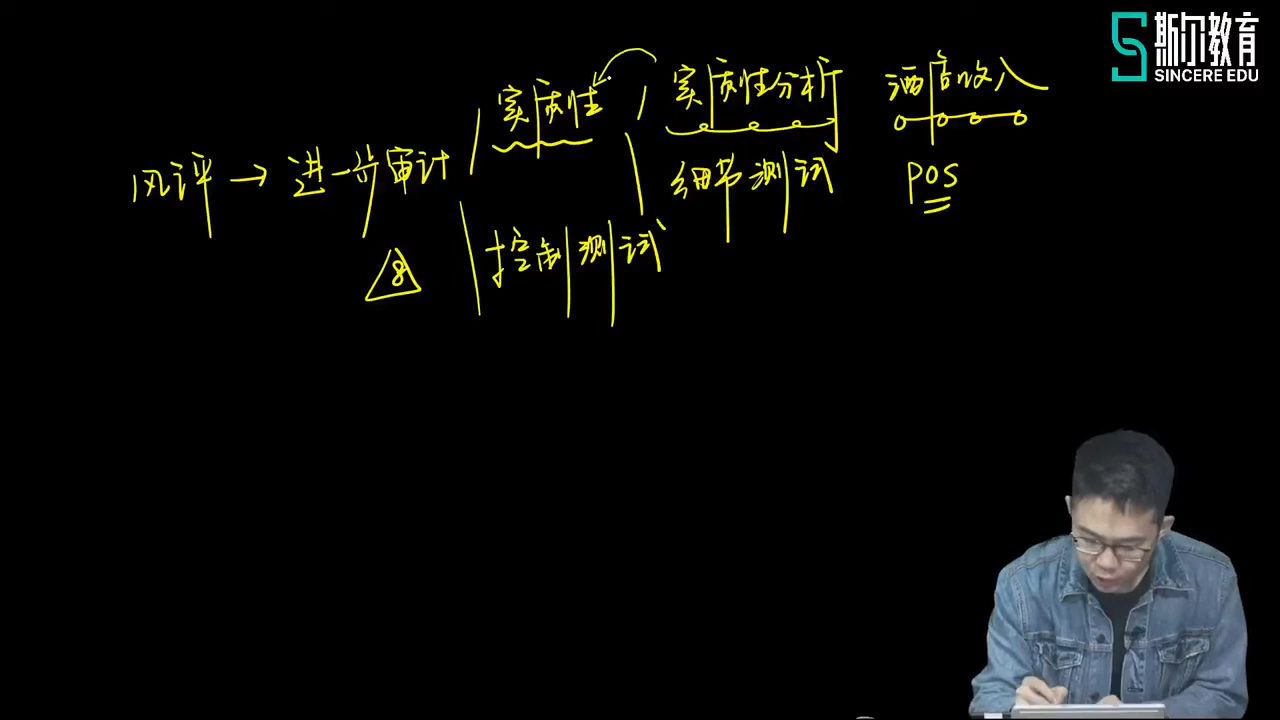 斯尔教育
SINCERE EDU
实质性
实质性分析
酒店收入
风评 → 进一步审计
细节测试
POS
控制测试